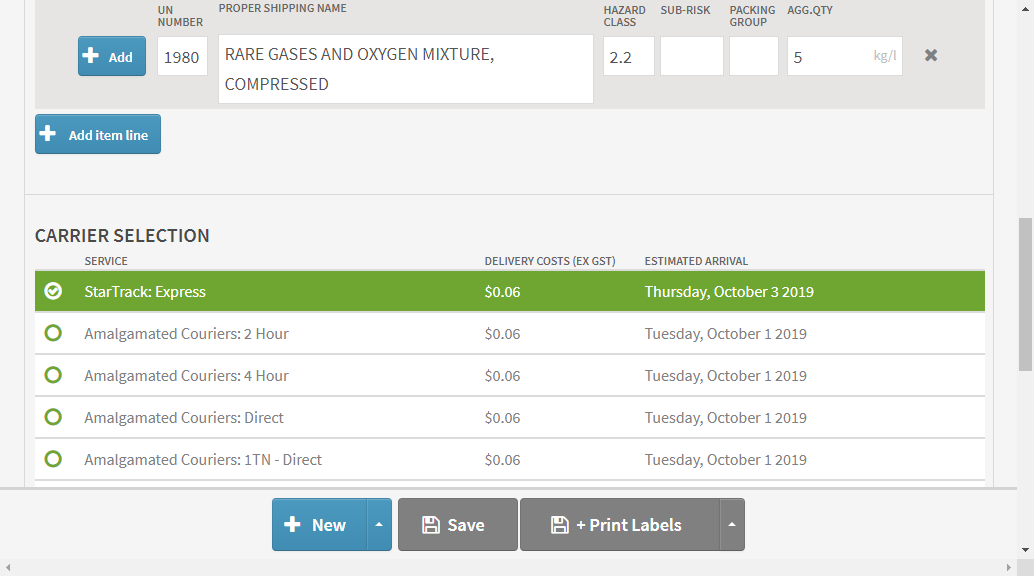 UN NUMBER PROPER SHIPPING NAME HAZARD CLASS SUB-RISK PACKING GROUP AGG.QTY
Add 1980 RARE GASES AND OXYGEN MIXTURE, 2.2 5 kg/l
COMPRESSED
Add item line
CARRIER SELECTION
SERVICE DELIVERY COSTS (EX GST) ESTIMATED ARRIVAL
StarTrack: Express $0.06 Thursday, October 3 2019
Amalgamated Couriers: 2 Hour $0.06 Tuesday, October 1 2019
Amalgamated Couriers: 4 Hour $0.06 Tuesday, October 1 2019
Amalgamated Couriers: Direct $0.06 Tuesday, October 1 2019
Amalgamated Couriers: 1TN - Direct $0.06 Tuesday, October 1 2019
New Save + Print Labels